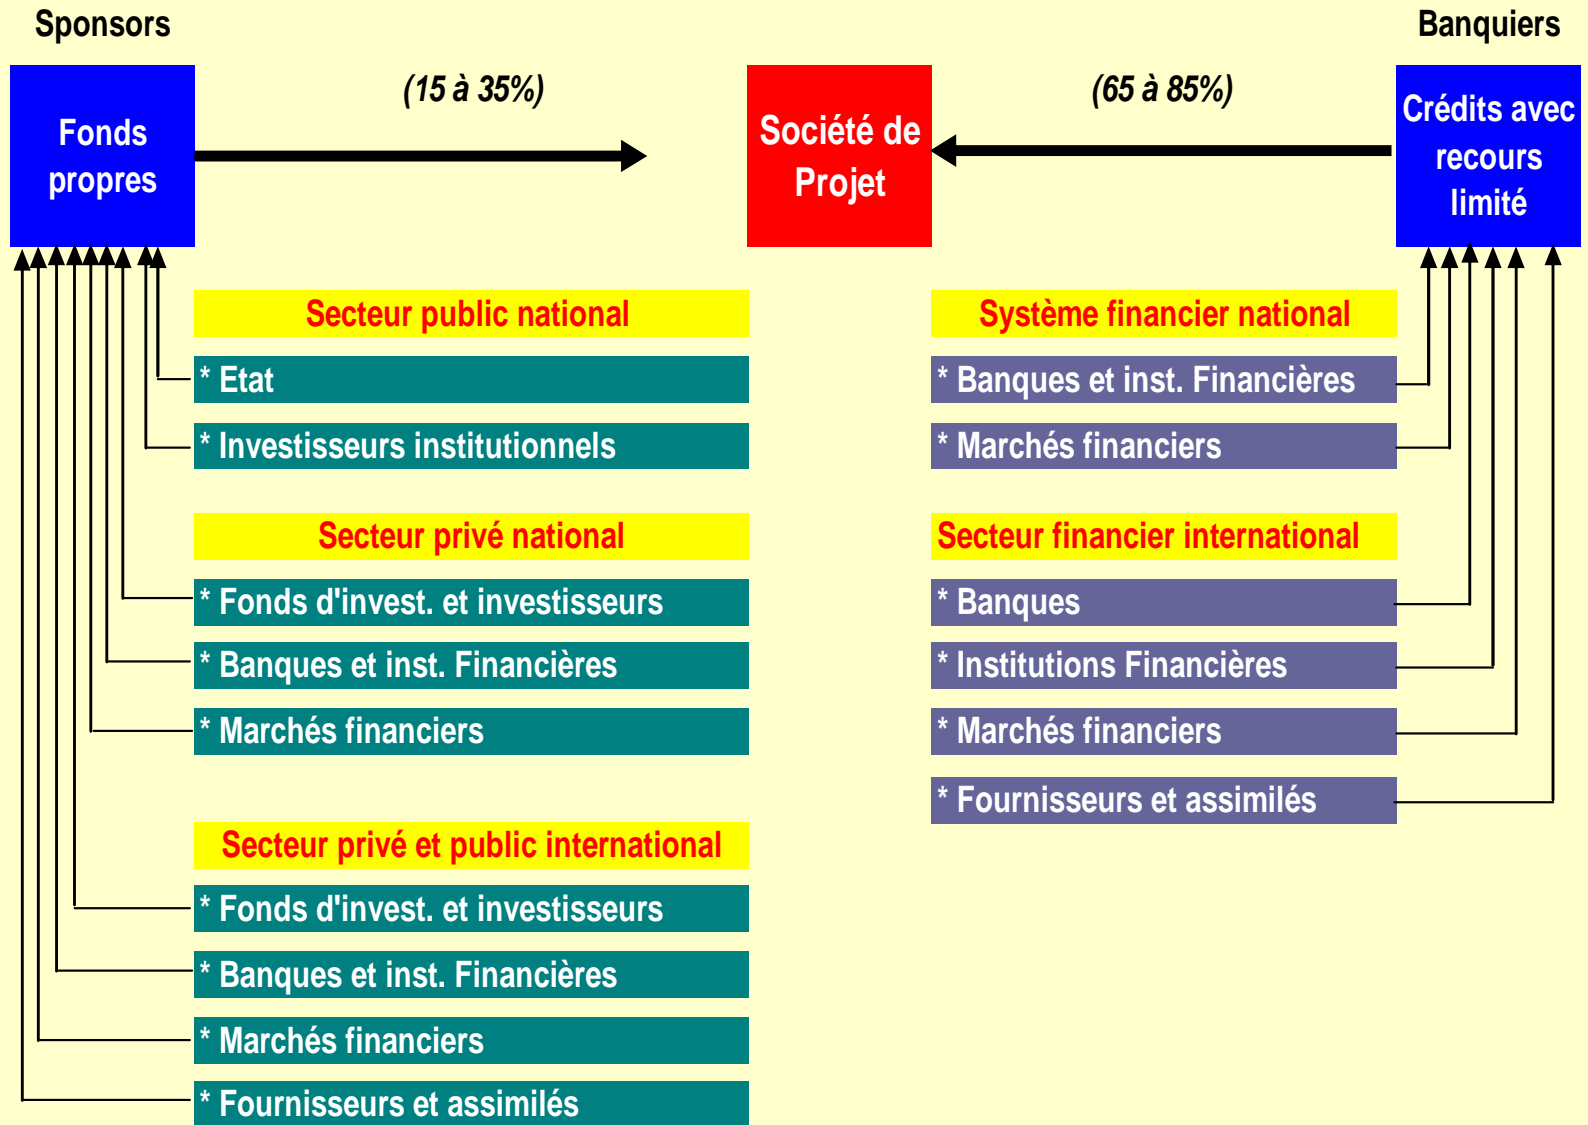 Sponsors
Banquiers
Fonds
propres
(15 à 35%)
Société de
Projet
(65 à 85%)
Crédits avec
recours
limité
Secteur public national
* Etat
* Investisseurs institutionnels
Secteur privé national
* Fonds d'invest. et investisseurs
* Banques et inst. Financières
* Marchés financiers
Secteur privé et public international
* Fonds d'invest. et investisseurs
* Banques et inst. Financières
* Marchés financiers
* Fournisseurs et assimilés
Système financier national
* Banques et inst. Financières
* Marchés financiers
Secteur financier international
* Banques
* Institutions Financières
* Marchés financiers
* Fournisseurs et assimilés